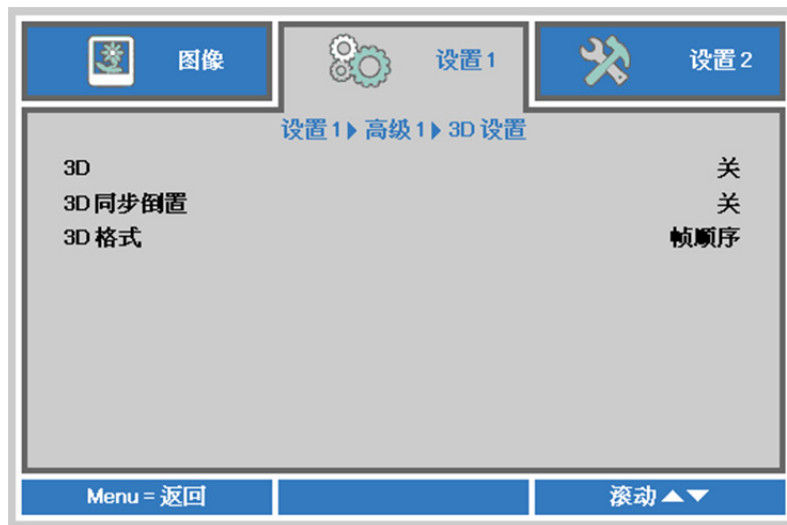 图像 设置 1 设置 2
设置 1 ▶ 高级 1 ▶ 3D 设置
3D 关
3D 同步倒置 关
3D 格式 帧顺序
Menu = 返回 滚动 ▲▼